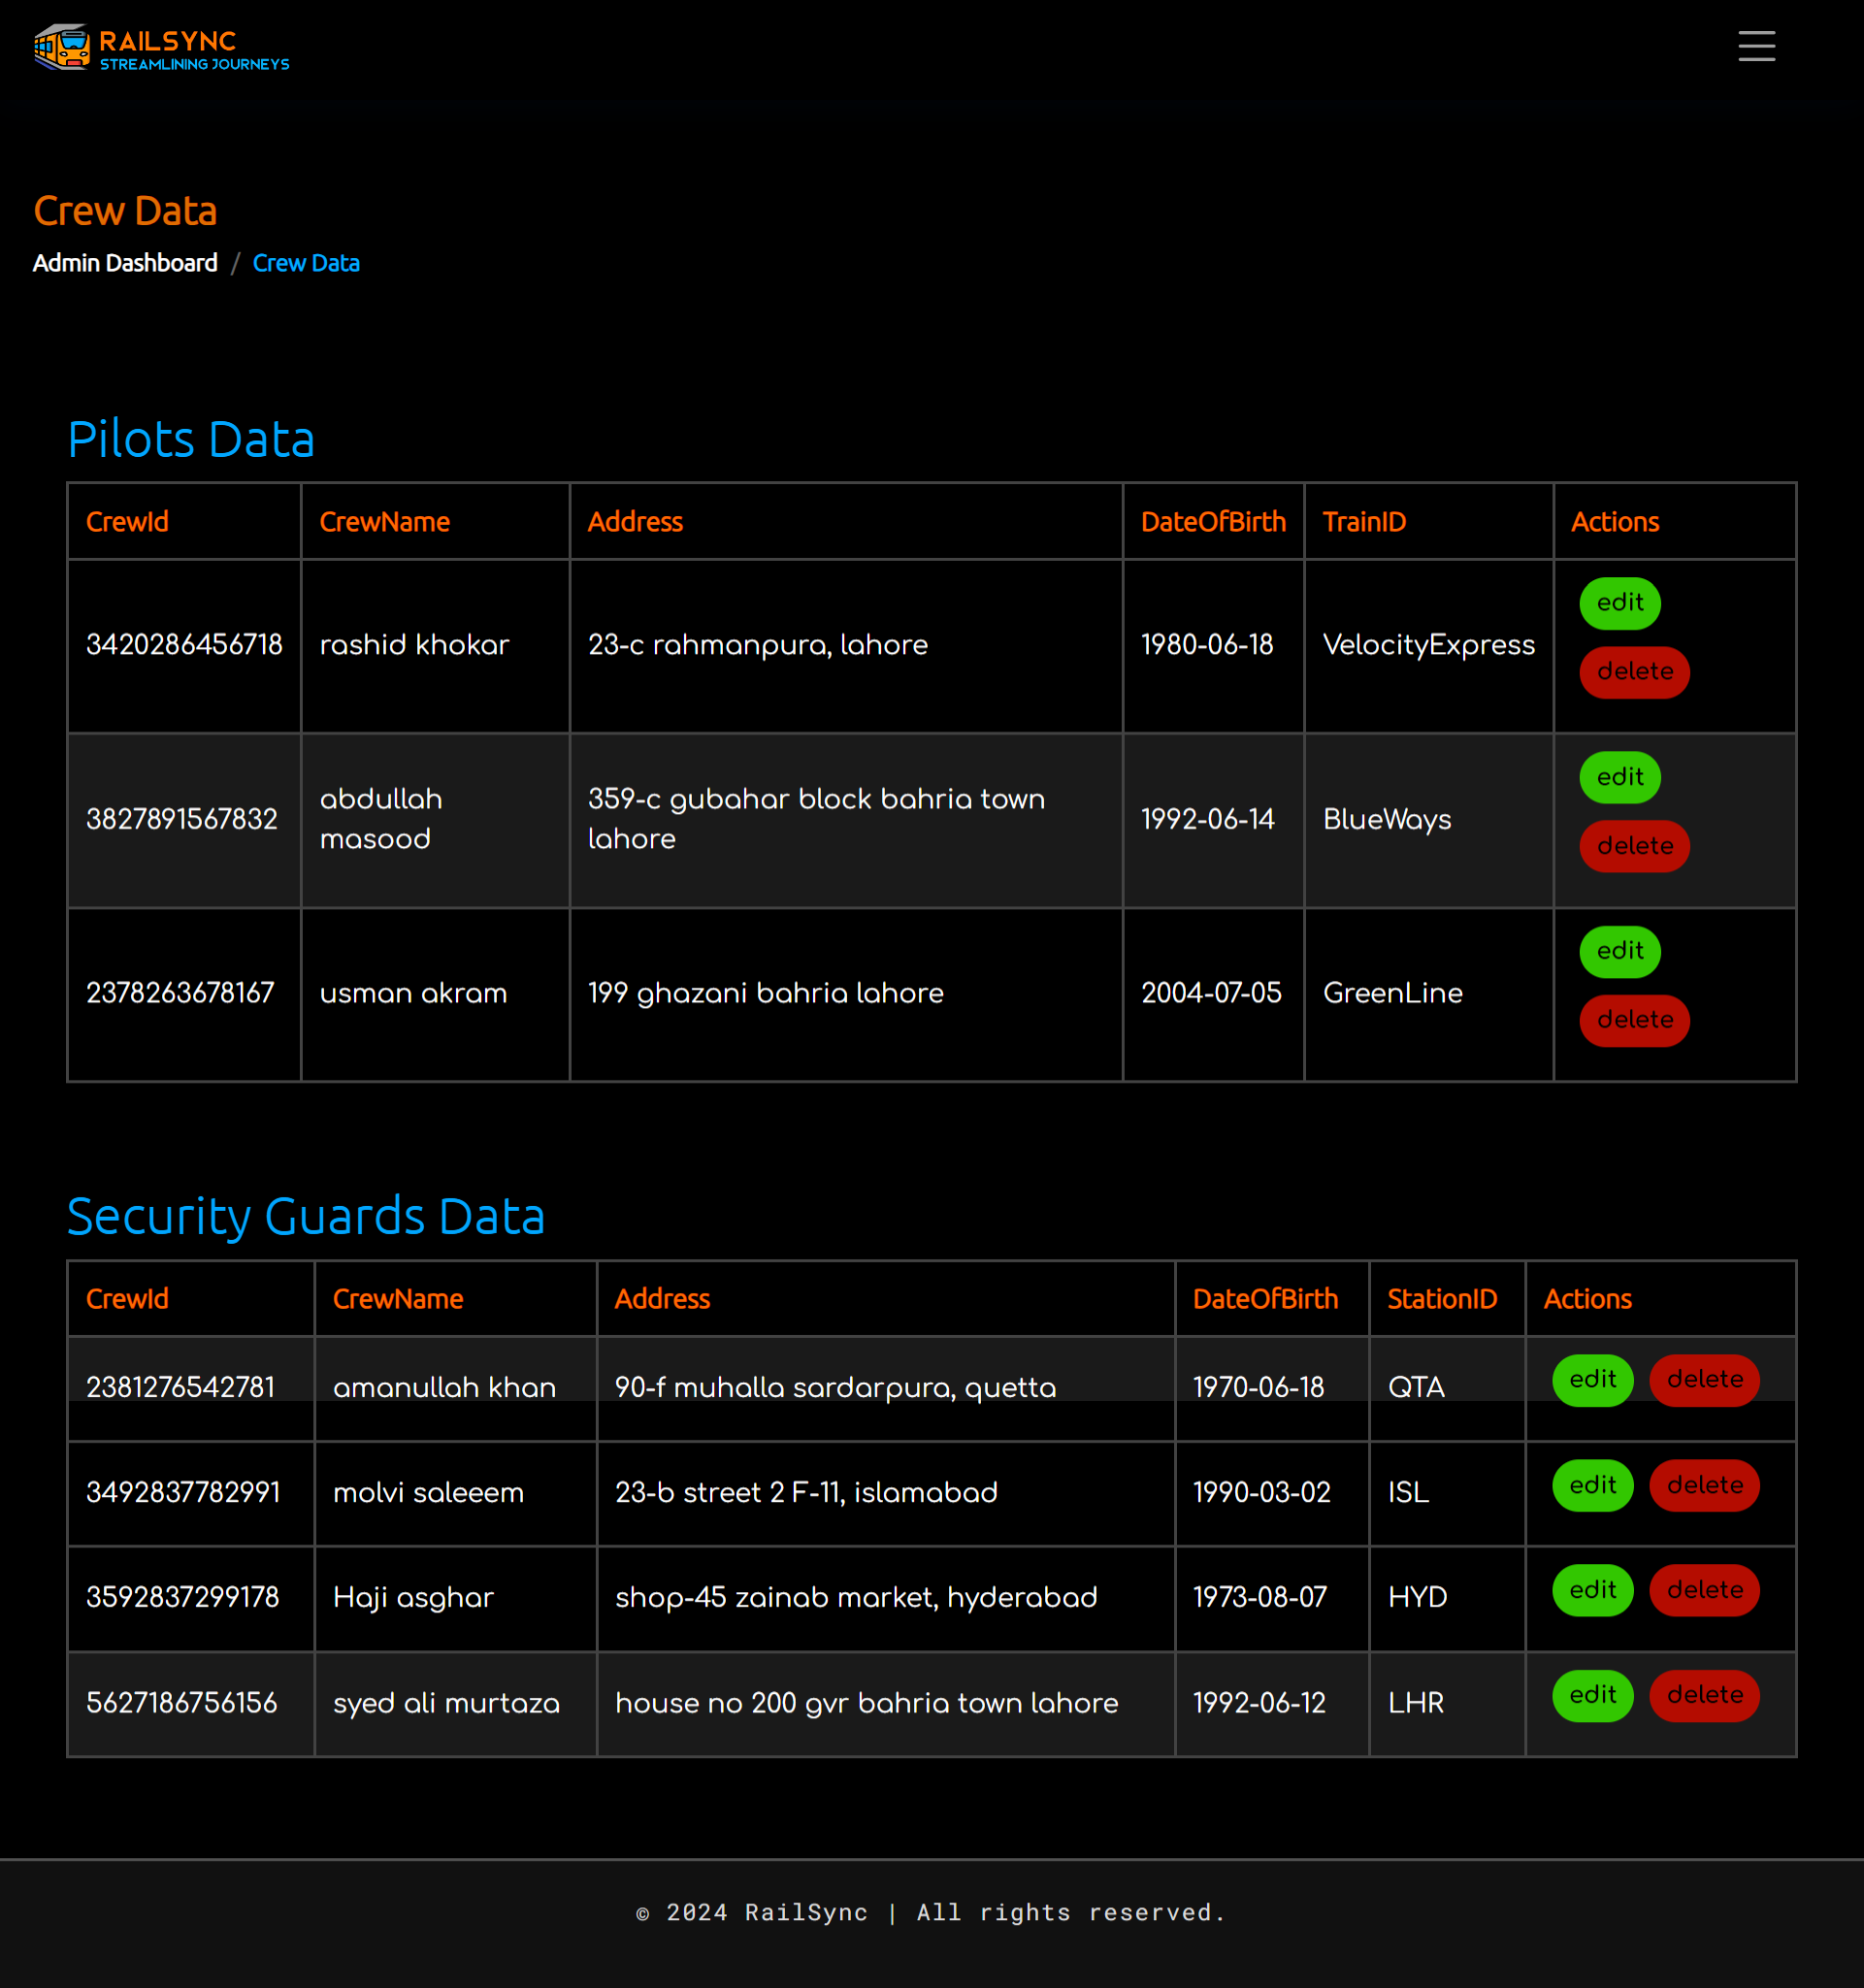 RAILSYNC
STREAMLINING JOURNEYS
Crew Data
Admin Dashboard / Crew Data
Pilots Data
CrewId CrewName Address DateOfBirth TrainID Actions
3420286456718 rashid khokar 23-c rahmanpura, lahore 1980-06-18 VelocityExpress edit
delete
3827891567832 abdullah masood 359-c gubahar block bahria town lahore 1992-06-14 BlueWays edit
delete
2378263678167 usman akram 199 ghazani bahria lahore 2004-07-05 GreenLine edit
delete
Security Guards Data
CrewId CrewName Address DateOfBirth StationID Actions
2381276542781 amanullah khan 90-f muhalla sardarpura, quetta 1970-06-18 QTA edit delete
3492837782991 molvi saleeem 23-b street 2 F-11, islamabad 1990-03-02 ISL edit delete
3592837299178 Haji asghar shop-45 zainab market, hyderabad 1973-08-07 HYD edit delete
5627186756156 syed ali murtaza house no 200 gvr bahria town lahore 1992-06-12 LHR edit delete
© 2024 RailSync | All rights reserved.